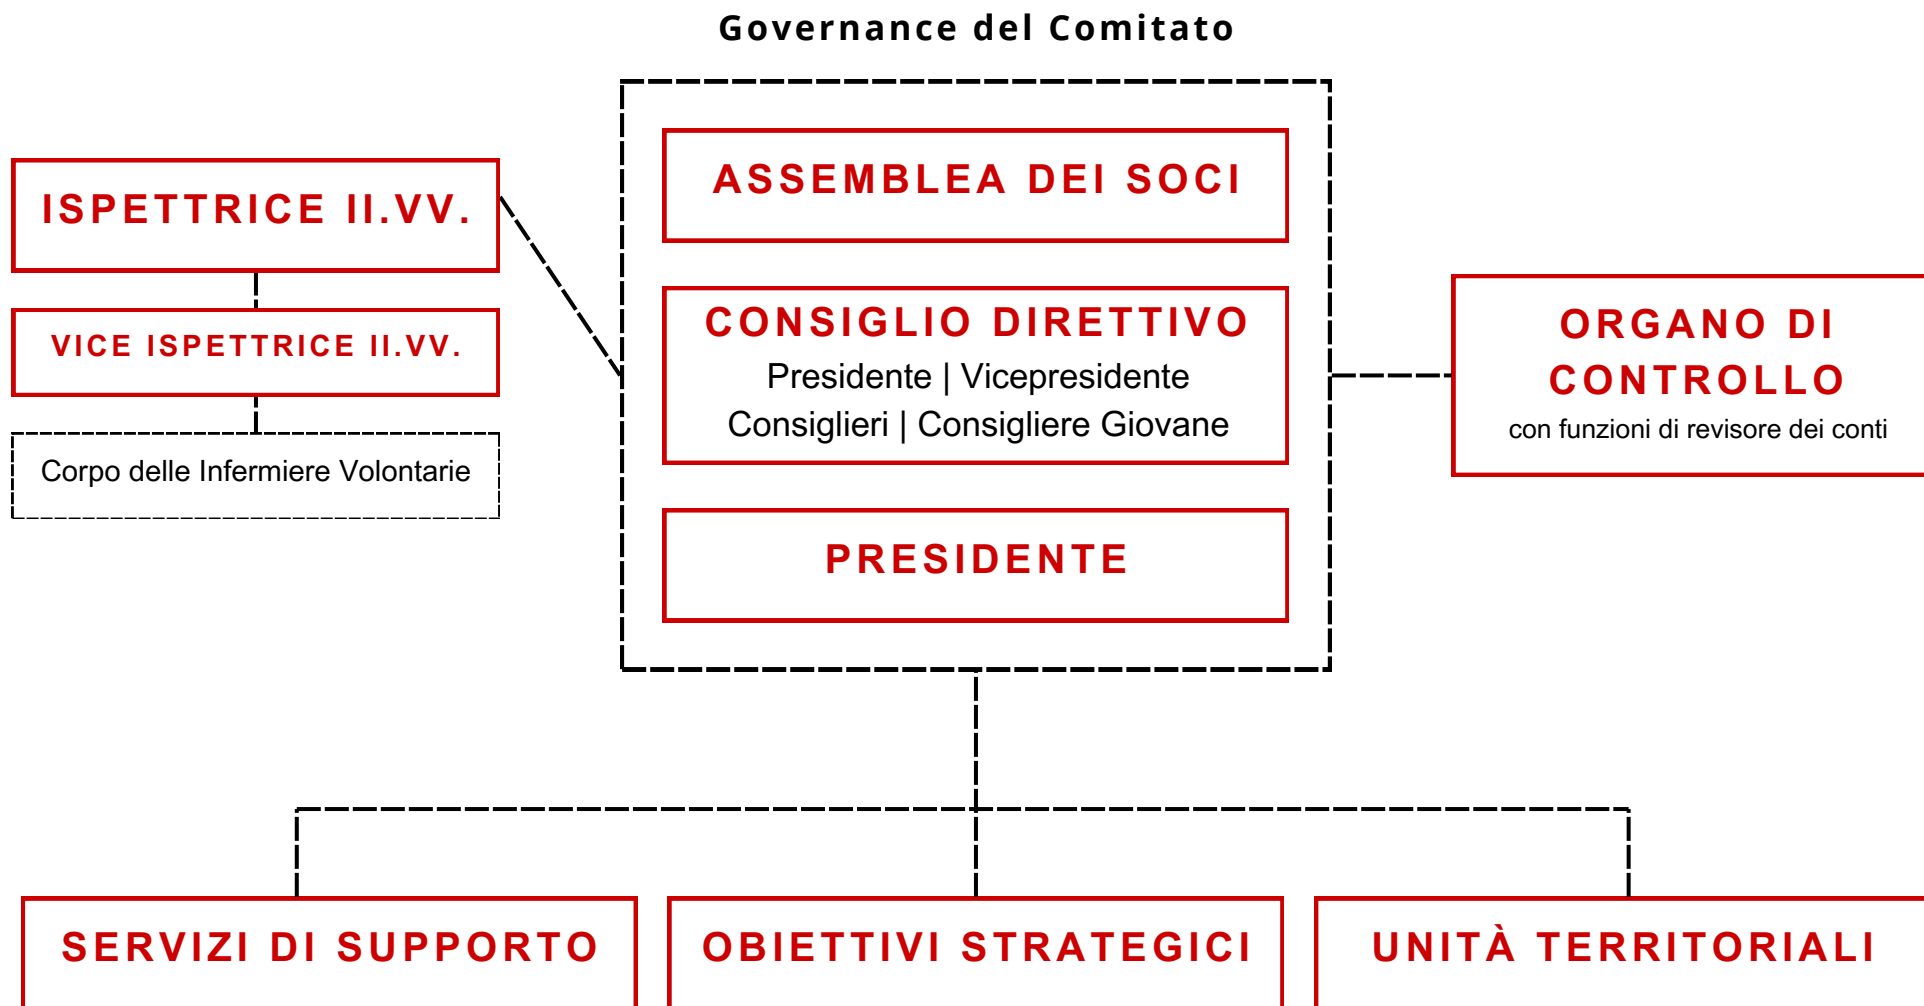 Governance del Comitato
ISPETTRICE II.VV.
VICE ISPETTRICE II.VV.
Corpo delle Infermiere Volontarie
ASSEMBLEA DEI SOCI
CONSIGLIO DIRETTIVO
Presidente | Vicepresidente
Consiglieri | Consigliere Giovane
PRESIDENTE
ORGANO DI
CONTROLLO
con funzioni di revisore dei conti
SERVIZI DI SUPPORTO
OBIETTIVI STRATEGICI
UNITÀ TERRITORIALI